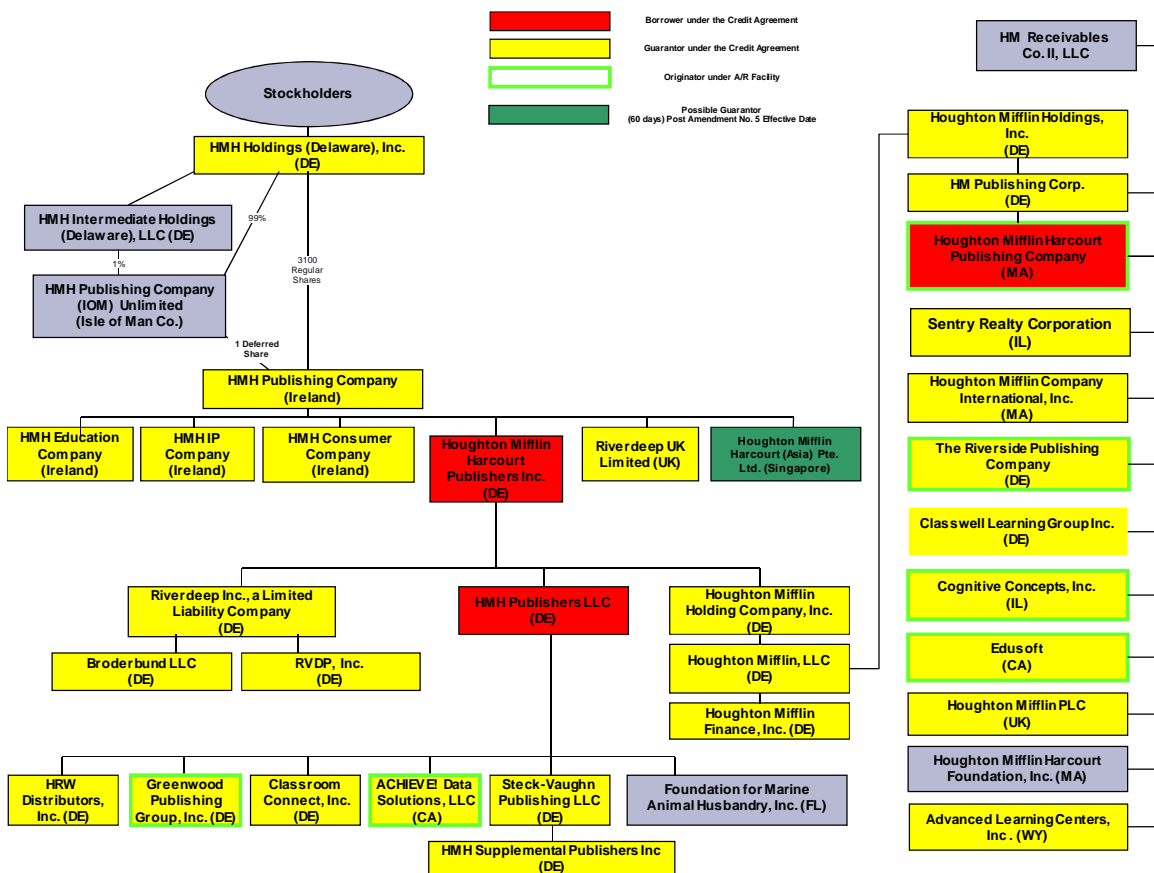 Borrower under the Credit Agreement
Guarantor under the Credit Agreement
Originator under A/R Facility
Possible Guarantor
(60 days) Post Amendment No. 5 Effective Date
HM Receivables
Co. II, LLC
Stockholders
HMH Holdings (Delaware), Inc.
(DE)
HMH Intermediate Holdings
(Delaware), LLC (DE)
99%
1%
3100
Regular
Shares
HMH Publishing Company
(IOM) Unlimited
(Isle of Man Co.)
1 Deferred
Share
HMH Publishing Company
(Ireland)
HMH Education
Company
(Ireland)
HMH IP
Company
(Ireland)
HMH Consumer
Company
(Ireland)
Houghton Mifflin
Harcourt
Publishers Inc.
(DE)
Riverdeep UK
Limited (UK)
Houghton Mifflin
Harcourt (Asia) Pte.
Ltd. (Singapore)
Riverdeep Inc., a Limited
Liability Company
(DE)
HMH Publishers LLC
(DE)
Houghton Mifflin
Holding Company, Inc.
(DE)
Broderbund LLC
(DE)
RVDP, Inc.
(DE)
Houghton Mifflin, LLC
(DE)
Houghton Mifflin
Finance, Inc. (DE)
HRW
Distributors,
Inc. (DE)
Greenwood
Publishing
Group, Inc. (DE)
Classroom
Connect, Inc.
(DE)
ACHIEVE! Data
Solutions, LLC
(CA)
Steck-Vaughn
Publishing LLC
(DE)
Foundation for Marine
Animal Husbandry, Inc. (FL)
HMH Supplemental Publishers Inc
(DE)
Houghton Mifflin Holdings,
Inc.
(DE)
HM Publishing Corp.
(DE)
Houghton Mifflin Harcourt
Publishing Company
(MA)
Sentry Realty Corporation
(IL)
Houghton Mifflin Company
International, Inc.
(MA)
The Riverside Publishing
Company
(DE)
Classwell Learning Group Inc.
(DE)
Cognitive Concepts, Inc.
(IL)
Edusoft
(CA)
Houghton Mifflin PLC
(UK)
Houghton Mifflin Harcourt
Foundation, Inc. (MA)
Advanced Learning Centers,
Inc. (WY)